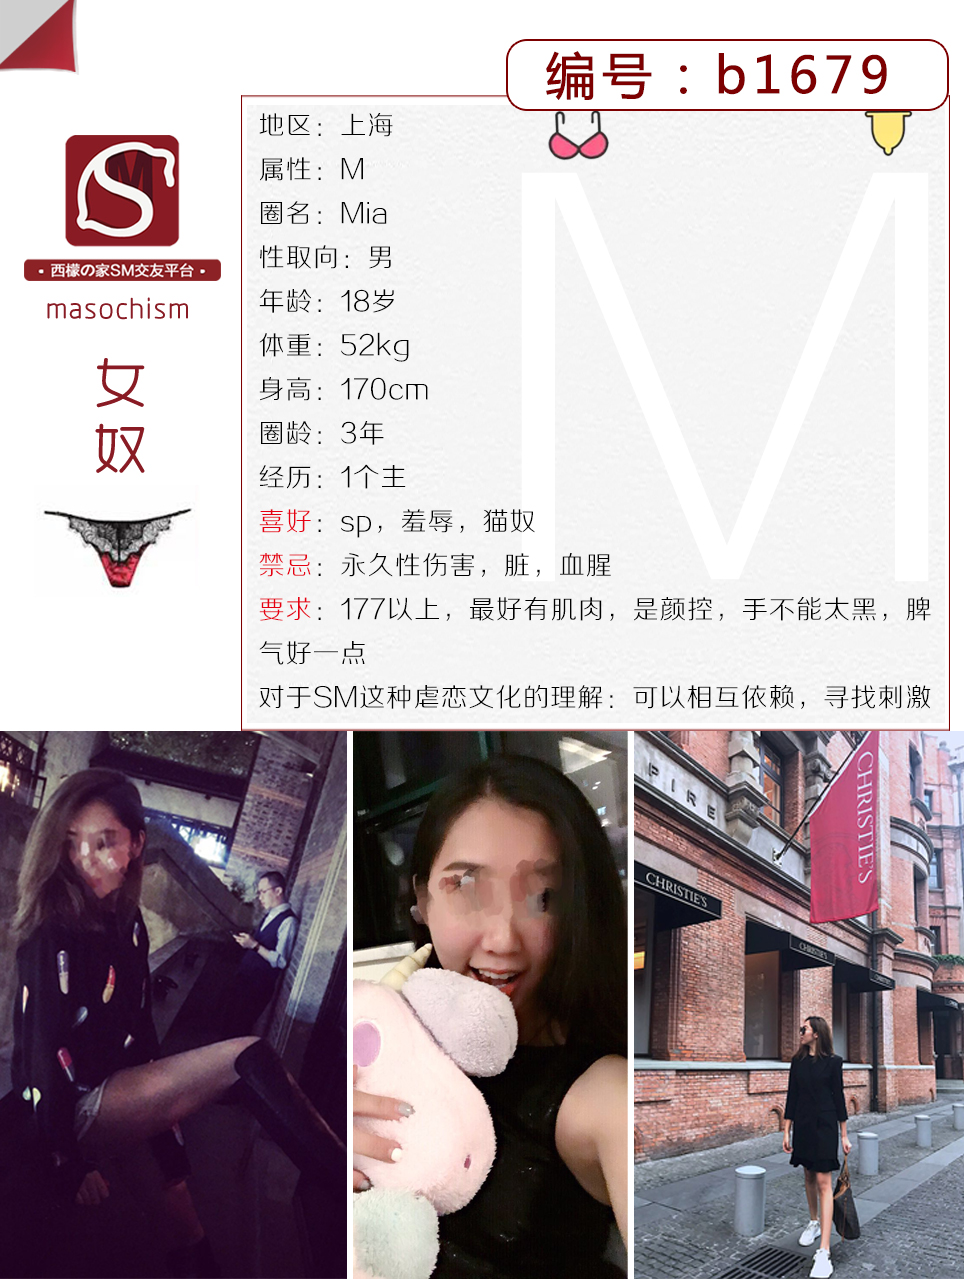 编号：b1679
地区：上海
属性：M
圈名：Mia
性取向：男
年龄：18岁
体重：52kg
身高：170cm
圈龄：3年
经历：1个主
喜好：sp，羞辱，猫奴
禁忌：永久性伤害，脏，血腥
要求：177以上，最好有肌肉，是颜控，手不能太黑，脾
气好一点
对于SM这种虐恋文化的理解：可以相互依赖，寻找刺激
M
SM
·西檬の家SM交友平台·
masochism
女
奴
PIRE
CHRISTIE'S
CHRISTIE'S
CHRISTIE'S